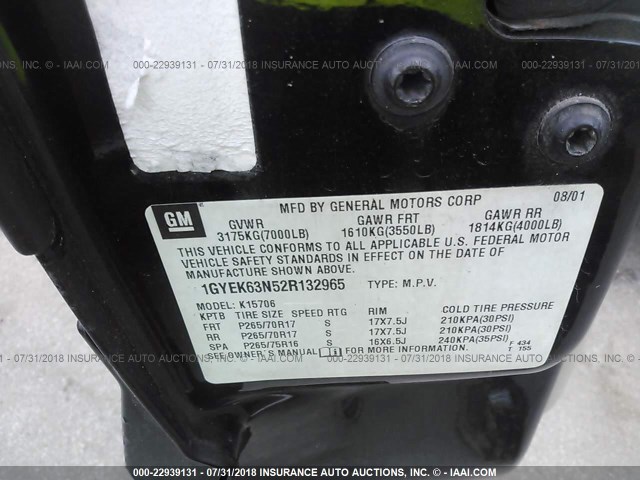 000-22939131 - 07/31/2018 INSURANCE AUTO AUCTIONS, INC. - © IAAI.COM
MFD BY GENERAL MOTORS CORP 08/01
GM
GVWR GAWR FRT GAWR RR
3175KG(7000LB) 1610KG(3550LB) 1814KG(4000LB)
THIS VEHICLE CONFORMS TO ALL APPLICABLE U.S. FEDERAL MOTOR
VEHICLE SAFETY STANDARDS IN EFFECT ON THE DATE OF
MANUFACTURE SHOWN ABOVE.
1GYEK63N52R132965 TYPE: M.P.V.
MODEL: K15706
KPTB TIRE SIZE SPEED RTG RIM COLD TIRE PRESSURE
FRT P265/70R17 S 17X7.5J 210KPA(30PSI)
RR P265/70R17 S 17X7.5J 210KPA(30PSI)
SPA P265/75R16 S 16X6.5J 240KPA(35PSI)
SEE OWNER'S MANUAL i FOR MORE INFORMATION.
F 434
T 155
000-22939131 - 07/31/2018 INSURANCE AUTO AUCTIONS, INC. - © IAAI.COM